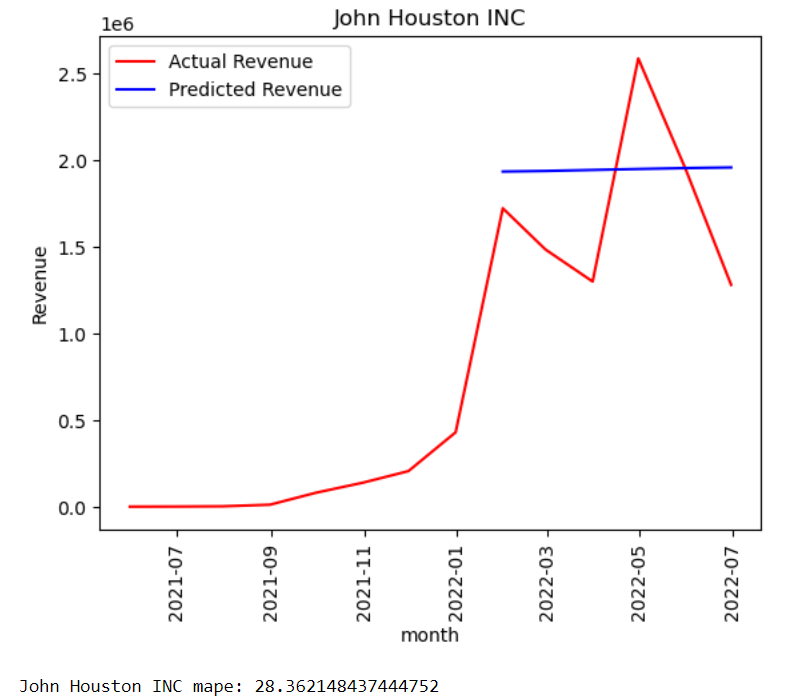 John Houston INC
1e6
Actual Revenue
Predicted Revenue
2.5
2.0
1.5
1.0
0.5
0.0
Revenue
2021-07
2021-09
2021-11
2022-01
2022-03
2022-05
2022-07
month
John Houston INC mape: 28.362148437444752